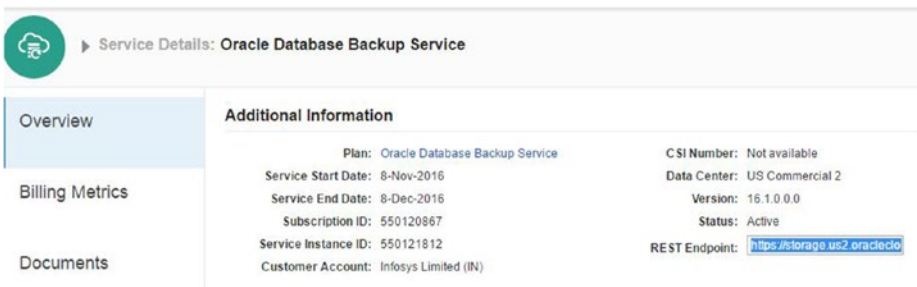 Service Details: Oracle Database Backup Service
Overview
Billing Metrics
Documents
Additional Information
Plan: Oracle Database Backup Service
Service Start Date: 8-Nov-2016
Service End Date: 8-Dec-2016
Subscription ID: 550120867
Service Instance ID: 550121812
Customer Account: Infosys Limited (IN)
CSI Number: Not available
Data Center: US Commercial 2
Version: 16.1.0.0.0
Status: Active
REST Endpoint: https://storage.us2.oracleclo